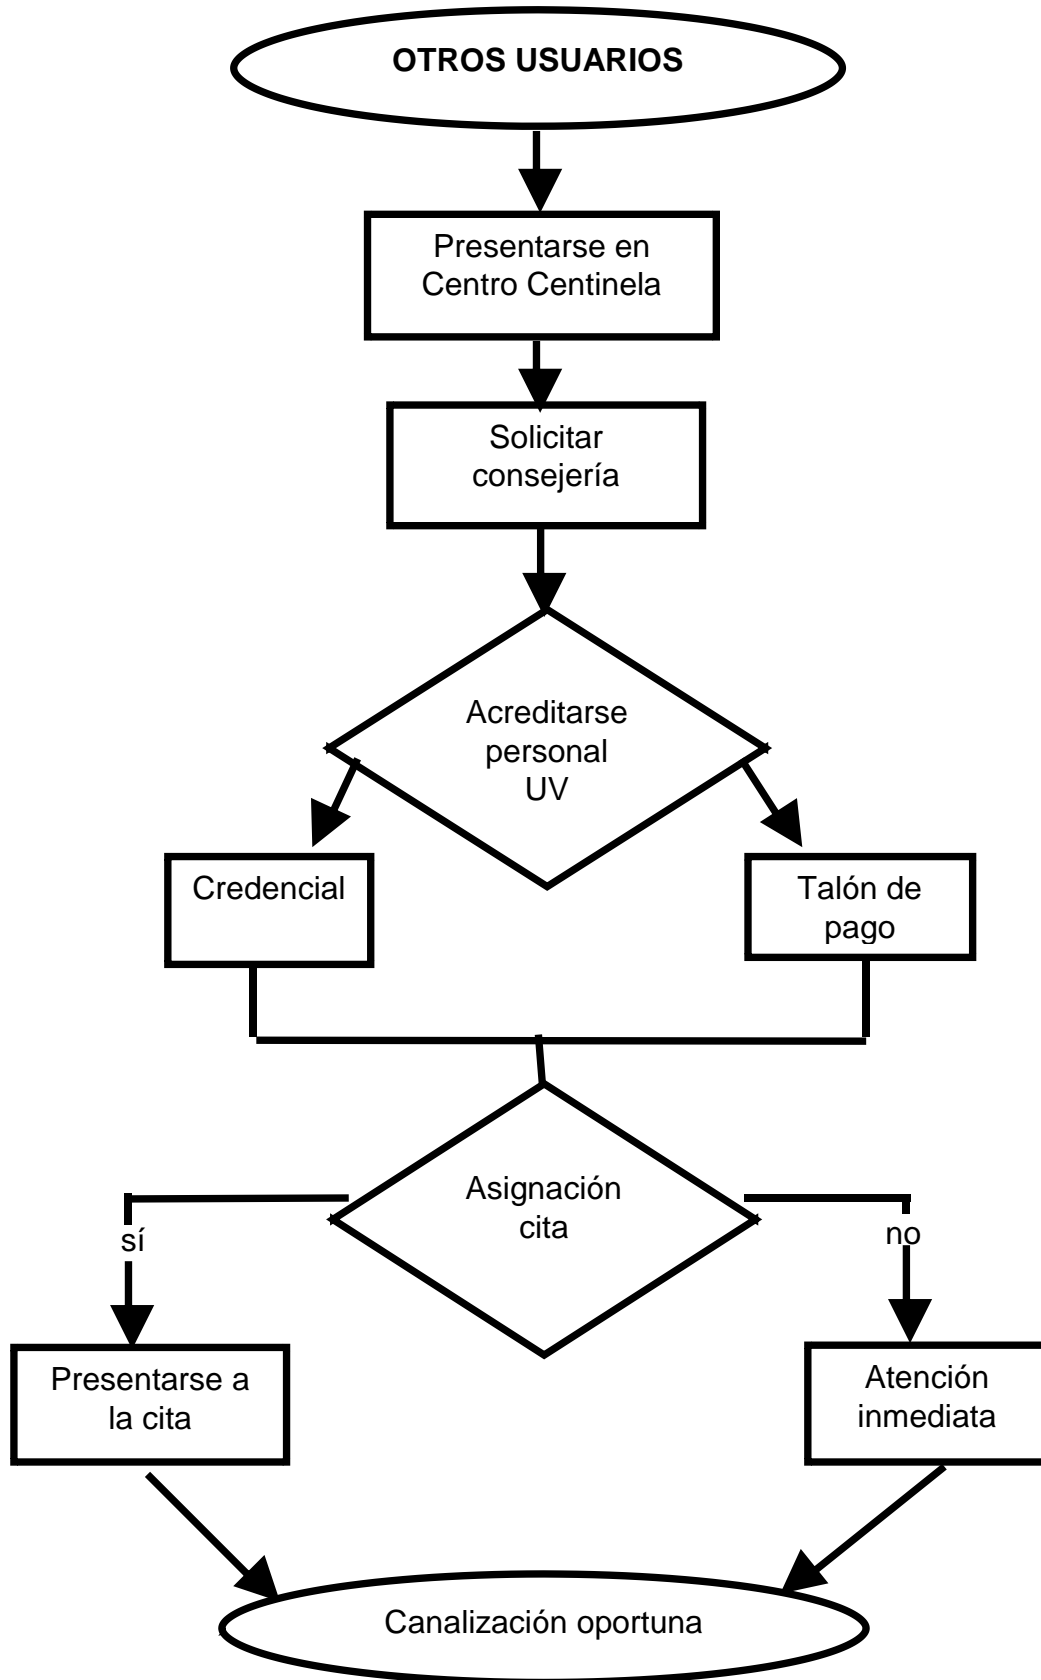 OTROS USUARIOS
Presentarse en
Centro Centinela
Solicitar
consejería
Acreditarse
personal
UV
Credencial
Talón de
pago
Asignación
cita
sí
no
Presentarse a
la cita
Atención
inmediata
Canalización oportuna